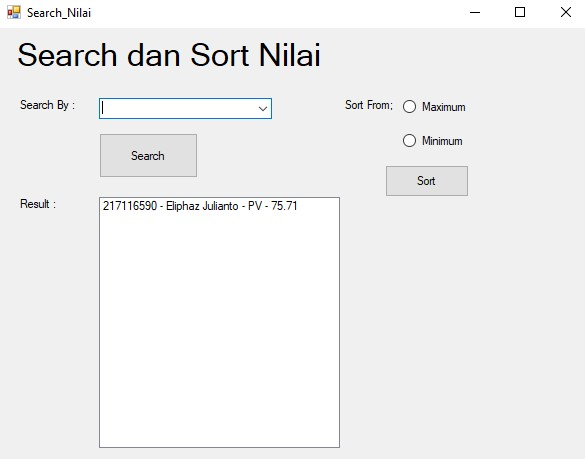 Search_Nilai
Search dan Sort Nilai
Search By :
Sort From;
Maximum
Minimum
Search
Sort
Result :
217116590 - Eliphaz Julianto - PV - 75.71